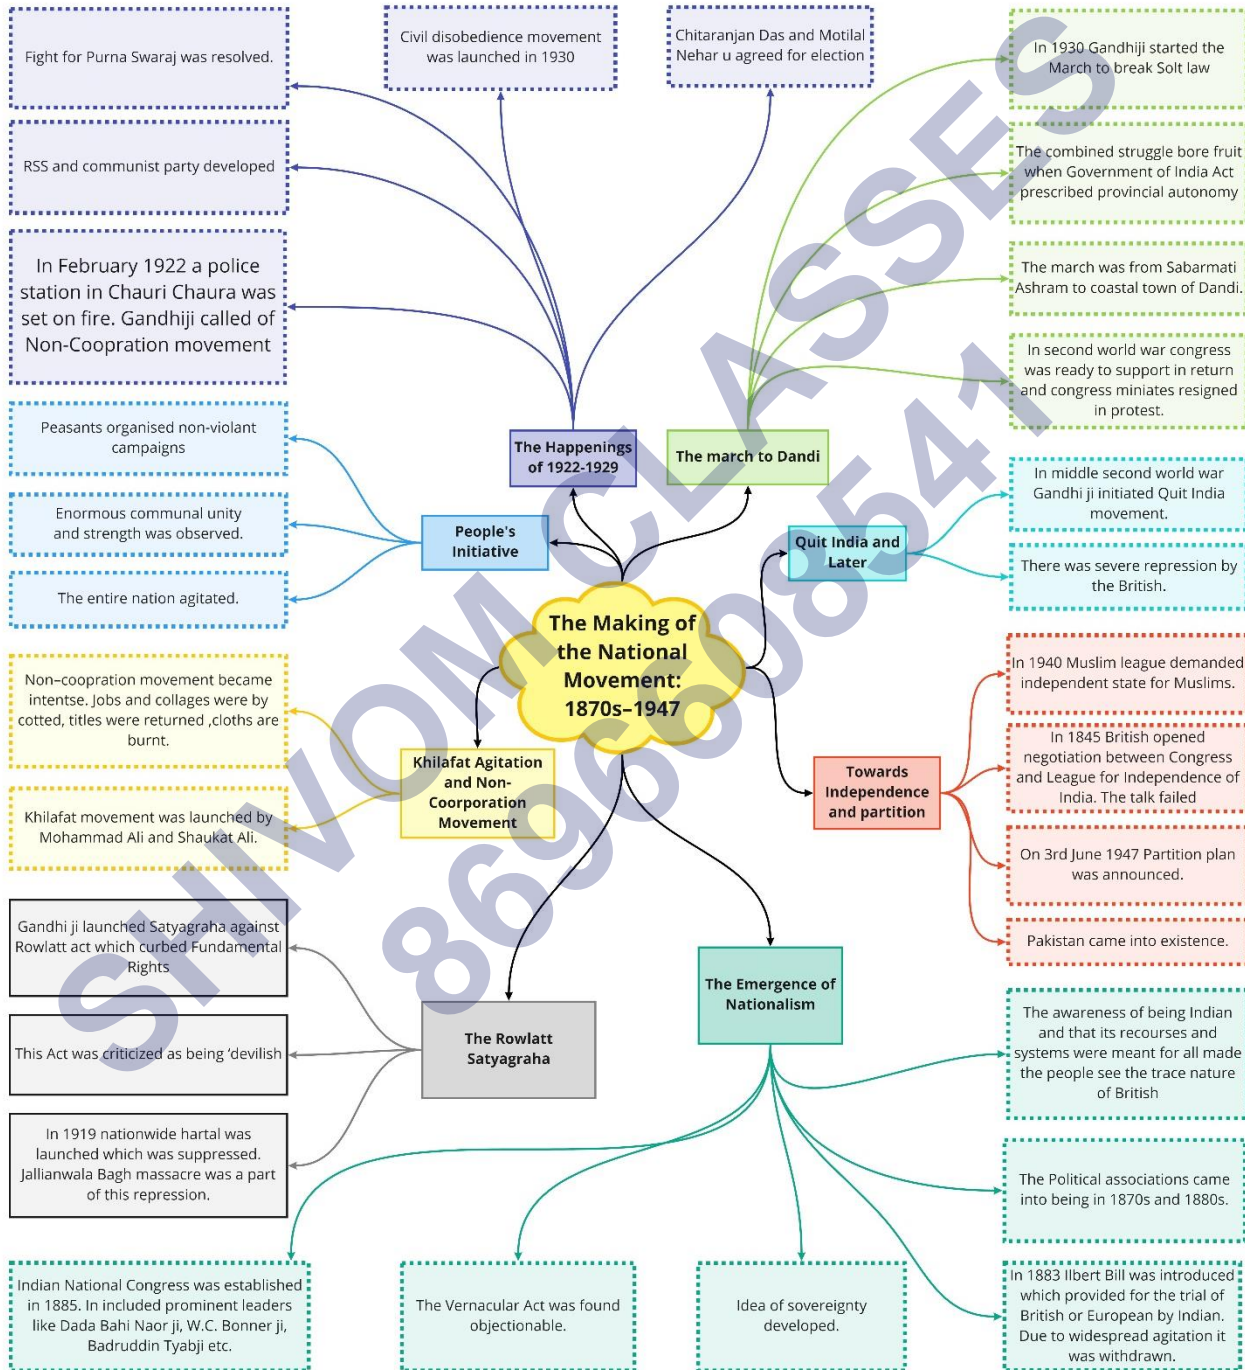 Fight for Purna Swaraj was resolved.
Civil disobedience movement
was launched in 1930
Chitaranjan Das and Motilal
Nehar u agreed for election
In 1930 Gandhiji started the
March to break Solt law
RSS and communist party developed
The combined struggle bore fruit
when Government of India Act
prescribed provincial autonomy
In February 1922 a police
station in Chauri Chaura was
set on fire. Gandhiji called of
Non-Coopration movement
The march was from Sabarmati
Ashram to coastal town of Dandi.
In second world war congress
was ready to support in return
and congress miniates resigned
in protest.
Peasants organised non-violant
campaigns
The Happenings
of 1922-1929
The march to Dandi
In middle second world war
Gandhi ji initiated Quit India
movement.
Enormous communal unity
and strength was observed.
People's
Initiative
Quit India and
Later
There was severe repression by
the British.
The entire nation agitated.
The Making of
the National
Movement:
1870s–1947
In 1940 Muslim league demanded
independent state for Muslims.
Non–coopration movement became
intentse. Jobs and collages were by
cotted, titles were returned ,cloths are
burnt.
In 1845 British opened
negotiation between Congress
and League for Independence of
India. The talk failed
Khilafat Agitation
and Non-
Coorporation
Movement
Towards
Independence
and partition
Khilafat movement was launched by
Mohammad Ali and Shaukat Ali.
On 3rd June 1947 Partition plan
was announced.
Gandhi ji launched Satyagraha against
Rowlatt act which curbed Fundamental
Rights
Pakistan came into existence.
The Emergence of
Nationalism
This Act was criticized as being ‘devilish
The Rowlatt
Satyagraha
The awareness of being Indian
and that its recourses and
systems were meant for all made
the people see the trace nature
of British
In 1919 nationwide hartal was
launched which was suppressed.
Jallianwala Bagh massacre was a part
of this repression.
The Political associations came
into being in 1870s and 1880s.
Indian National Congress was established
in 1885. In included prominent leaders
like Dada Bahi Naor ji, W.C. Bonner ji,
Badruddin Tyabji etc.
The Vernacular Act was found
objectionable.
Idea of sovereignty
developed.
In 1883 Ilbert Bill was introduced
which provided for the trial of
British or European by Indian.
Due to widespread agitation it
was withdrawn.
SHIVOM CLASSES
8696608541